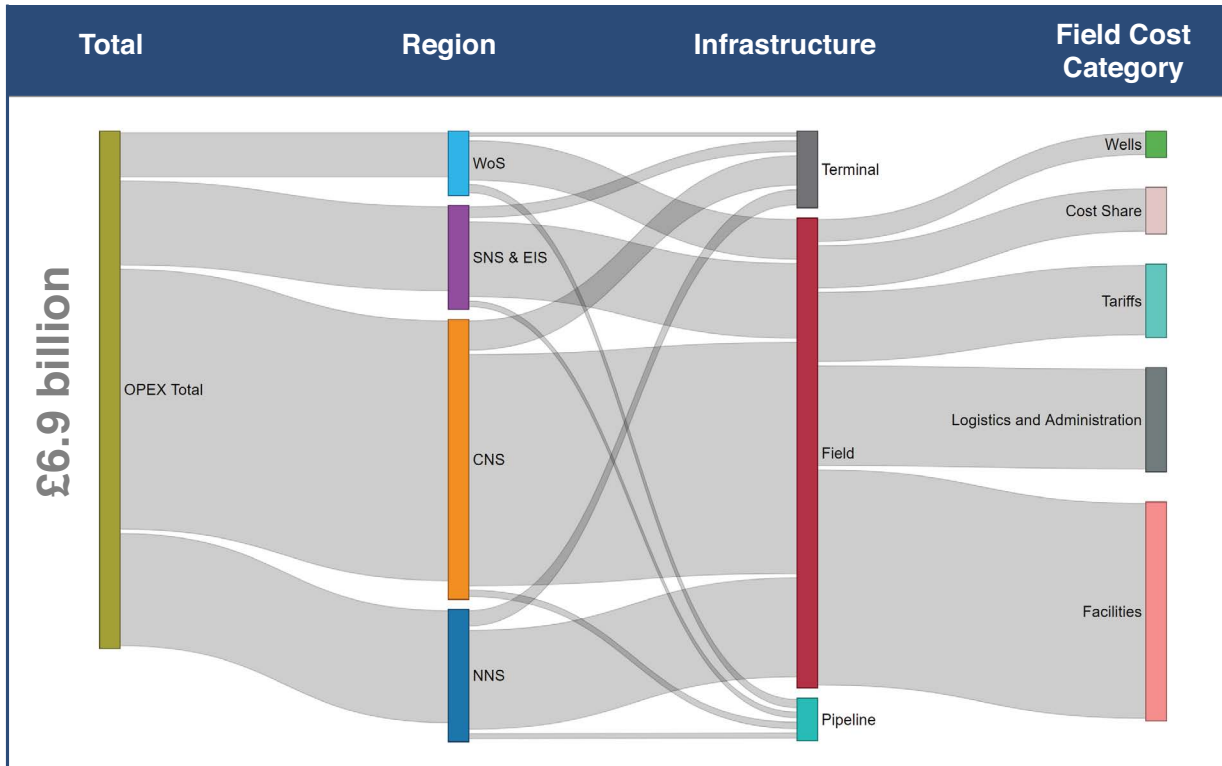 Total
Region
Infrastructure
Field Cost
Category
£6.9 billion
OPEX Total
WoS
SNS & EIS
CNS
NNS
Terminal
Field
Pipeline
Wells
Cost Share
Tariffs
Logistics and Administration
Facilities